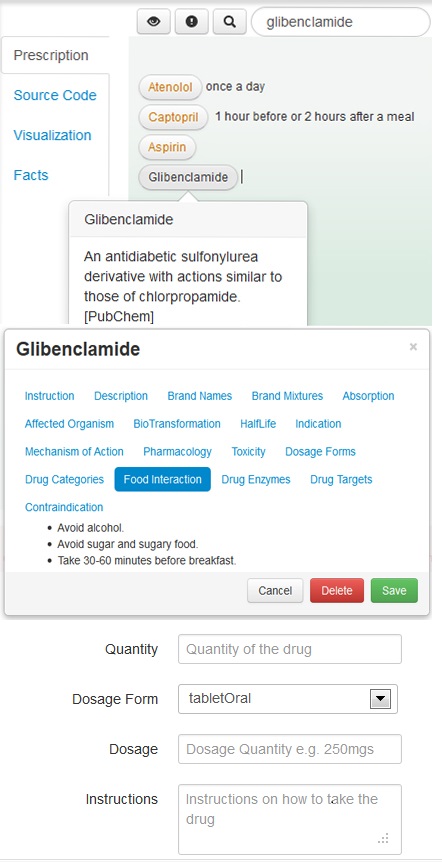 glibenclamide
Prescription
Source Code
Visualization
Facts
Atenolol once a day
Captopril 1 hour before or 2 hours after a meal
Aspirin
Glibenclamide
Glibenclamide
An antidiabetic sulfonylurea
derivative with actions similar to
those of chlorpropamide.
[PubChem]
Glibenclamide ×
Instruction Description Brand Names Brand Mixtures Absorption
Affected Organism BioTransformation HalfLife Indication
Mechanism of Action Pharmacology Toxicity Dosage Forms
Drug Categories Food Interaction Drug Enzymes Drug Targets
Contraindication
• Avoid alcohol.
• Avoid sugar and sugary food.
• Take 30-60 minutes before breakfast.
Cancel Delete Save
Quantity Quantity of the drug
Dosage Form tabletOral
Dosage Dosage Quantity e.g. 250mgs
Instructions Instructions on how to take the
drug